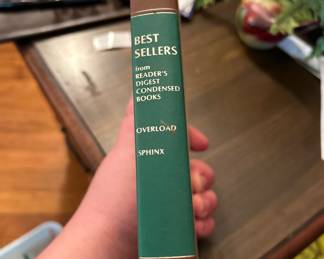 BEST
SELLERS
from
READER'S
DIGEST
CONDENSED
BOOKS
OVERLOAD
SPHINX